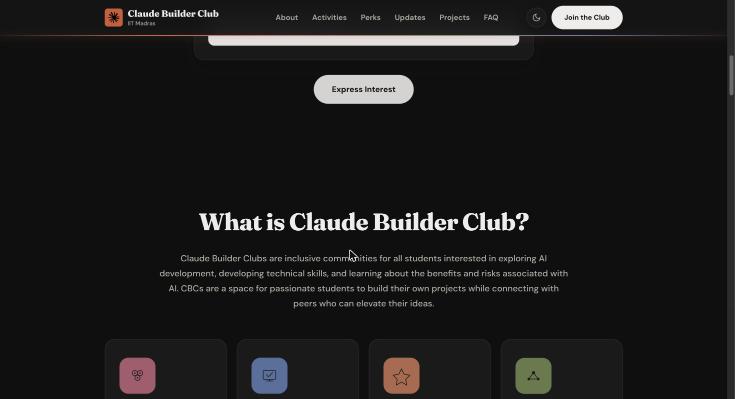 Claude Builder Club
IIT Madras
About Activities Perks Updates Projects FAQ
Join the Club
Express Interest
What is Claude Builder Club?
Claude Builder Clubs are inclusive communities for all students interested in exploring AI
development, developing technical skills, and learning about the benefits and risks associated with
AI. CBCs are a space for passionate students to build their own projects while connecting with
peers who can elevate their ideas.